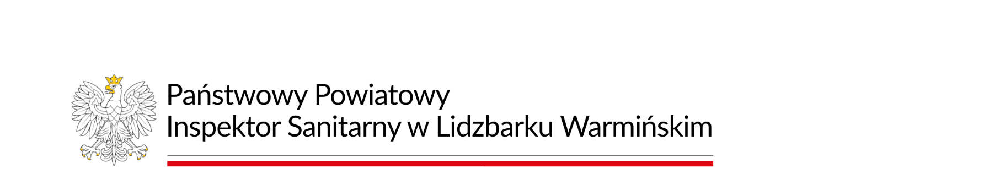 Państwowy Powiatowy
Inspektor Sanitarny w Lidzbarku Warmińskim